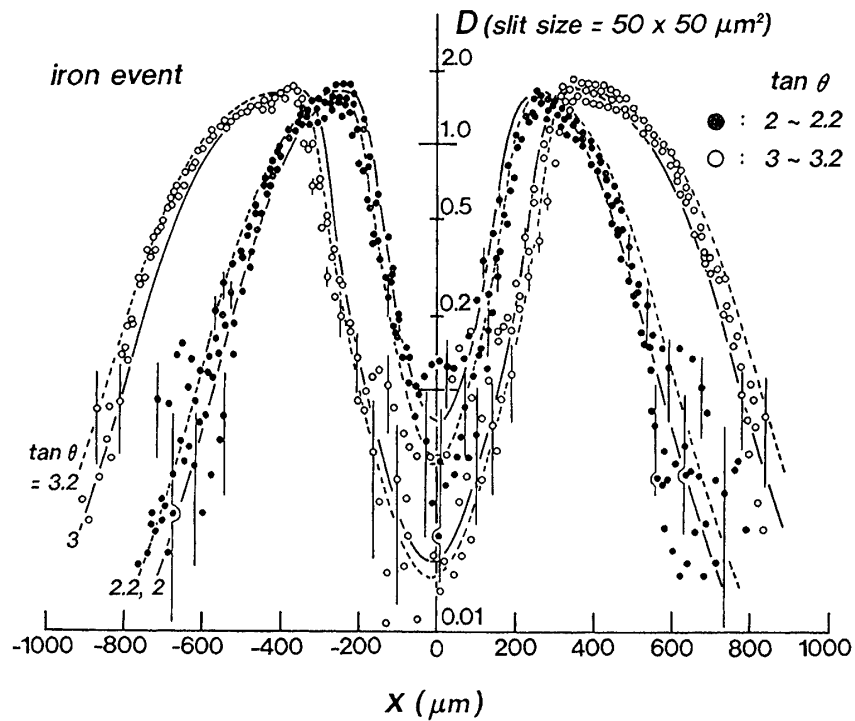 D (slit size = 50 x 50 μm²)
iron event
2.0
tan θ
● : 2 ~ 2.2
○ : 3 ~ 3.2
1.0
0.5
0.2
tan θ
= 3.2
3
2.2, 2
0.01
-1000 -800 -600 -400 -200 0 200 400 600 800 1000
X (μm)